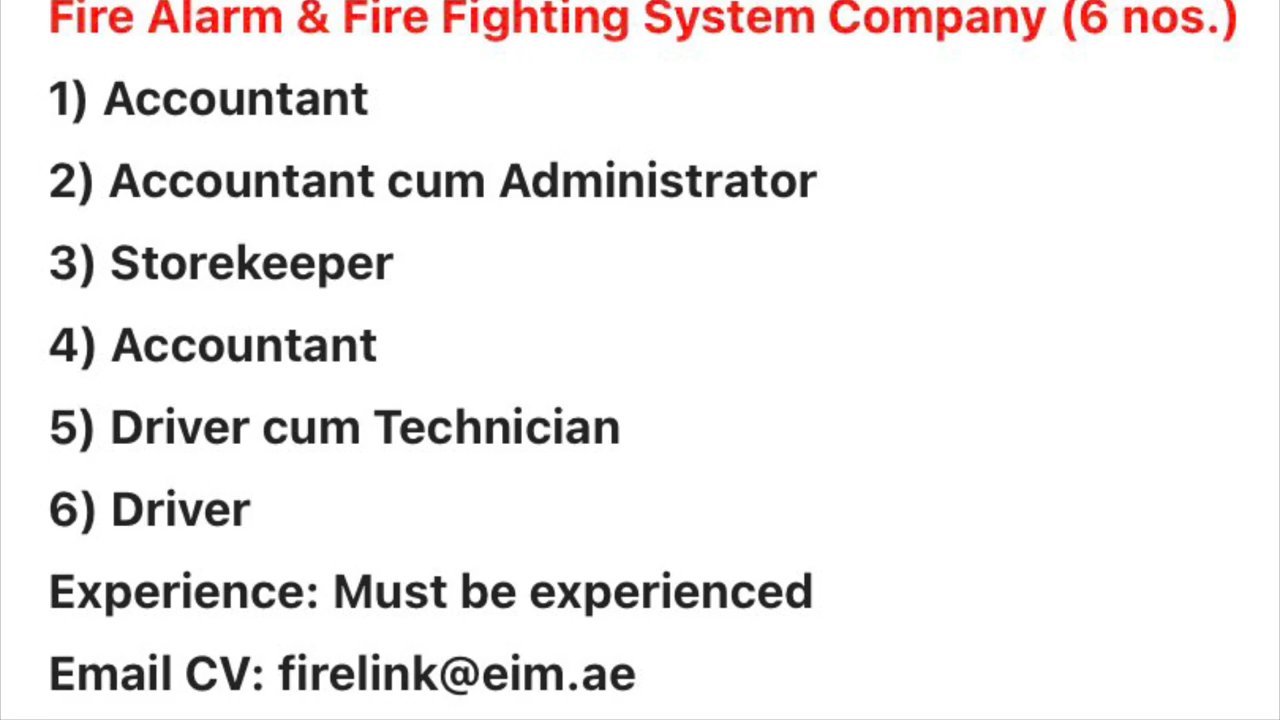 Fire Alarm & Fire Fighting System Company (6 nos.)
1) Accountant
2) Accountant cum Administrator
3) Storekeeper
4) Accountant
5) Driver cum Technician
6) Driver
Experience: Must be experienced
Email CV: firelink@eim.ae